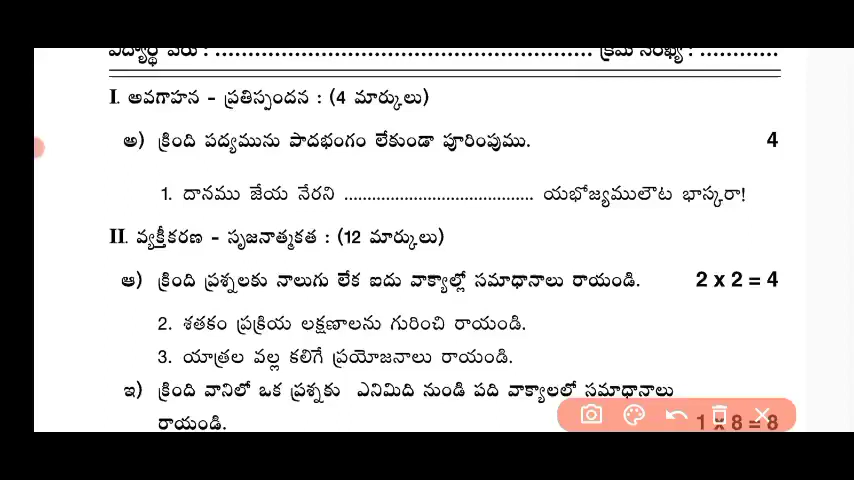 విద్యార్థి పేరు : ............................................................ క్రమ సంఖ్య : ............
I. అవగాహన - ప్రతిస్పందన : (4 మార్కులు)
అ) క్రింది పద్యమును పాదభంగం లేకుండా పూరింపుము. 4
1. దానము జేయ నేరని ......................................... యభోజ్యములౌట భాస్కరా!
II. వ్యక్తీకరణ - సృజనాత్మకత : (12 మార్కులు)
ఆ) క్రింది ప్రశ్నలకు నాలుగు లేక ఐదు వాక్యాల్లో సమాధానాలు రాయండి. 2 x 2 = 4
2. శతకం ప్రక్రియ లక్షణాలను గురించి రాయండి.
3. యాత్రల వల్ల కలిగే ప్రయోజనాలు రాయండి.
ఇ) క్రింది వానిలో ఒక ప్రశ్నకు ఎనిమిది నుండి పది వాక్యాలలో సమాధానాలు
రాయండి. 1 x 8 = 8